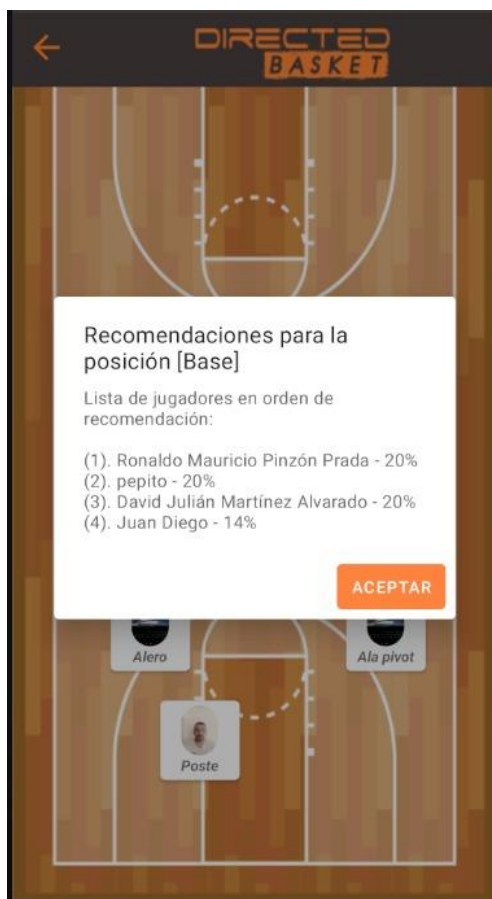 DIRECTED
BASKET
Recomendaciones para la
posición [Base]
Lista de jugadores en orden de
recomendación:
(1). Ronaldo Mauricio Pinzón Prada - 20%
(2). pepito - 20%
(3). David Julián Martínez Alvarado - 20%
(4). Juan Diego - 14%
ACEPTAR
Alero
Ala pivot
Poste